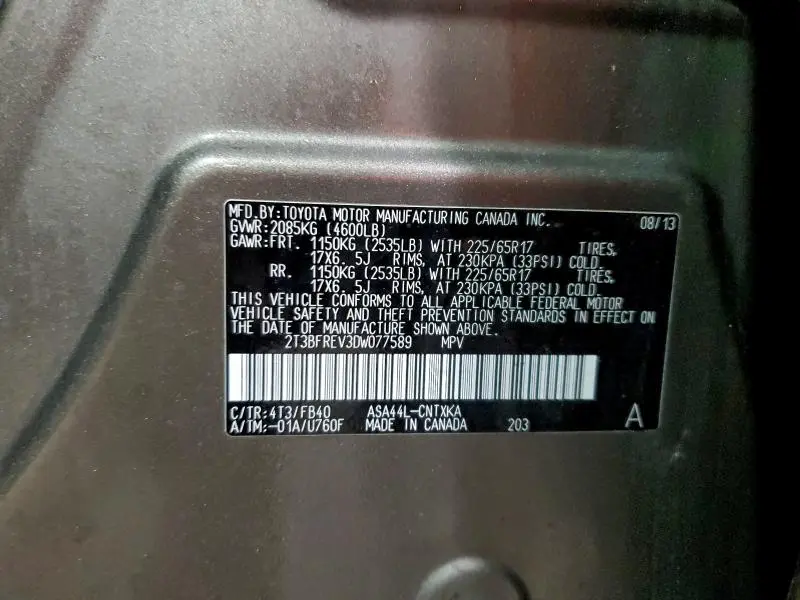 MFD.BY:TOYOTA MOTOR MANUFACTURING CANADA INC. 08/13
GVWR:2085KG (4600LB)
GAWR:FRT. 1150KG (2535LB) WITH 225/65R17 TIRES,
17X6. 5J RIMS, AT 230KPA (33PSI) COLD.
RR. 1150KG (2535LB) WITH 225/65R17 TIRES,
17X6. 5J RIMS, AT 230KPA (33PSI) COLD.
THIS VEHICLE CONFORMS TO ALL APPLICABLE FEDERAL MOTOR
VEHICLE SAFETY AND THEFT PREVENTION STANDARDS IN EFFECT ON
THE DATE OF MANUFACTURE SHOWN ABOVE.
2T3BFREV3DW077589 MPV
C/TR:4T3/FB40 ASA44L-CNTXKA
A/TM:-01A/U760F MADE IN CANADA 203 A